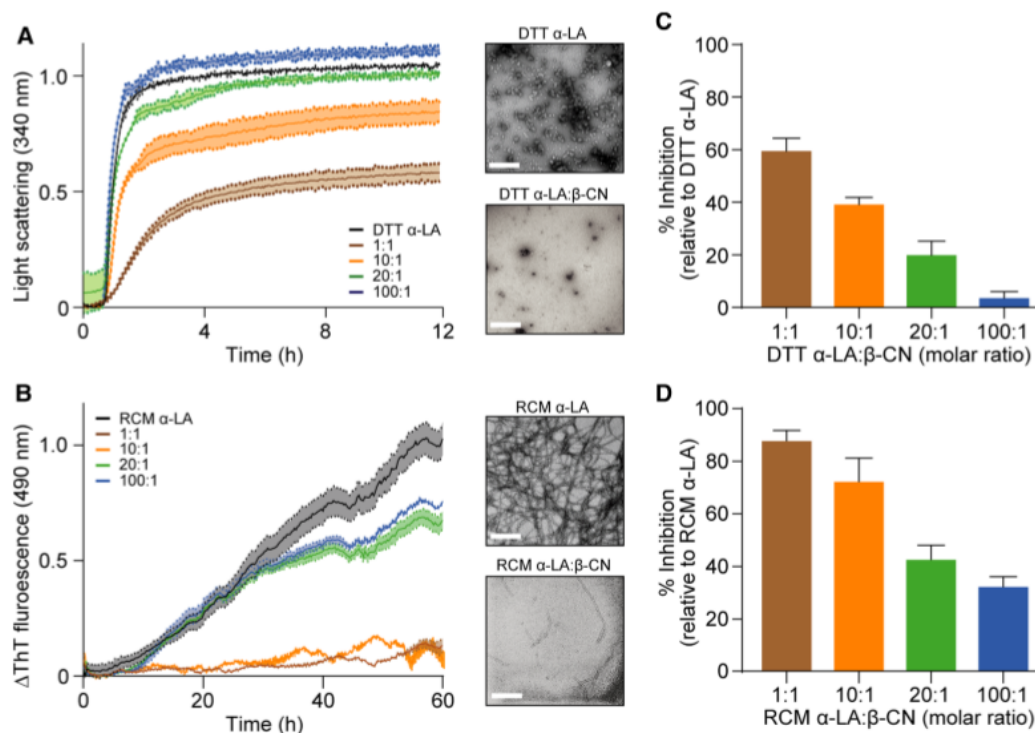 A
Light scattering (340 nm)
1.0
0.5
0
0
4
8
12
Time (h)
DTT α-LA
1:1
10:1
20:1
100:1
DTT α-LA
DTT α-LA:β-CN
C
% Inhibition
(relative to DTT α-LA)
100
80
60
40
20
0
1:1
10:1
20:1
100:1
DTT α-LA:β-CN (molar ratio)
B
ΔThT fluroescence (490 nm)
1.0
0.5
0
0
20
40
60
Time (h)
RCM α-LA
1:1
10:1
20:1
100:1
RCM α-LA
RCM α-LA:β-CN
D
% Inhibition
(relative to RCM α-LA)
100
80
60
40
20
0
1:1
10:1
20:1
100:1
RCM α-LA:β-CN (molar ratio)